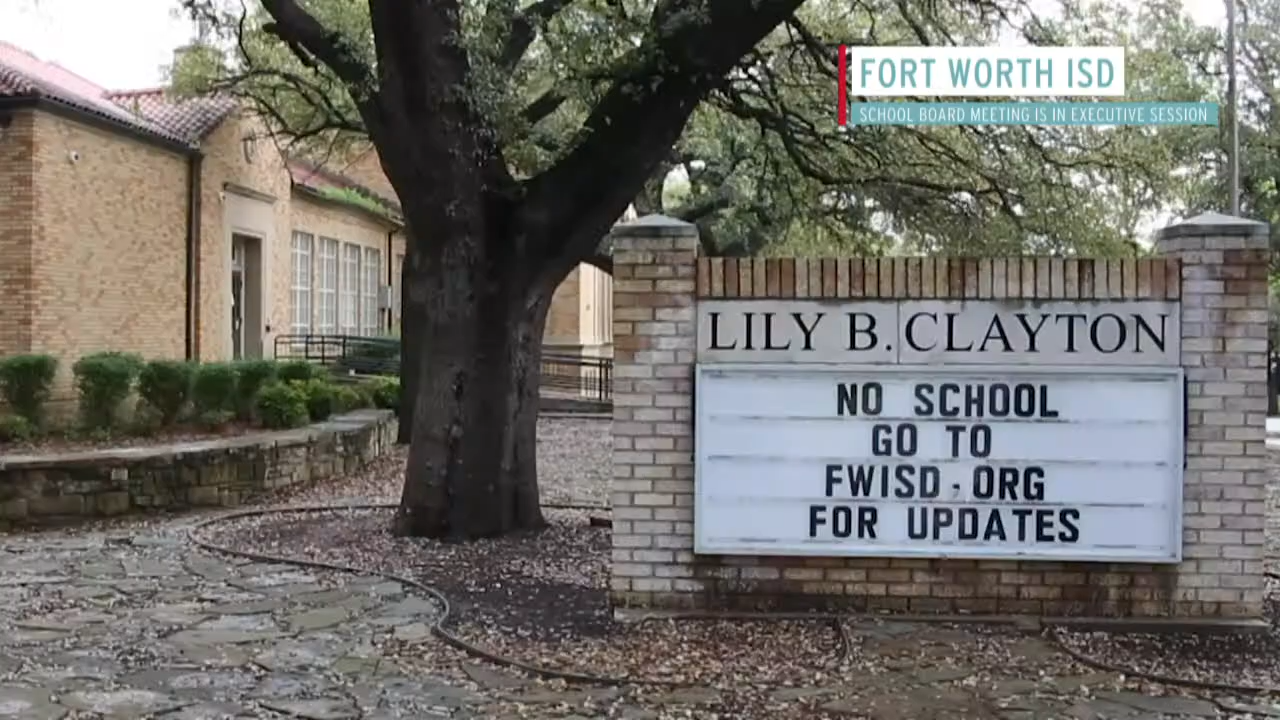 FORT WORTH ISD
SCHOOL BOARD MEETING IS IN EXECUTIVE SESSION
LILY B. CLAYTON
NO SCHOOL
GO TO
FWISD.ORG
FOR UPDATES